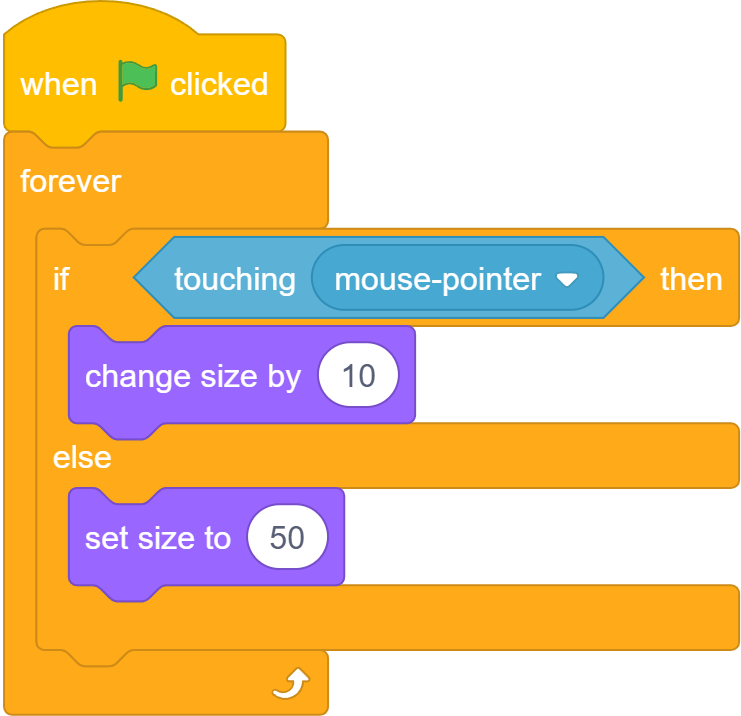 when clicked
forever
if touching mouse-pointer then
change size by 10
else
set size to 50